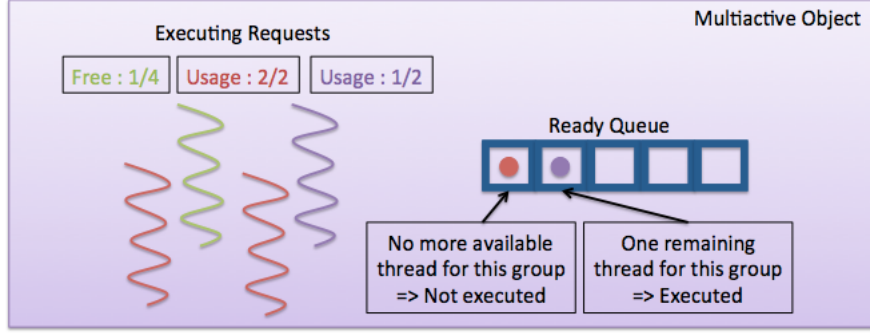 Multiactive Object
Executing Requests
Free : 1/4
Usage : 2/2
Usage : 1/2
Ready Queue
No more available
thread for this group
=> Not executed
One remaining
thread for this group
=> Executed